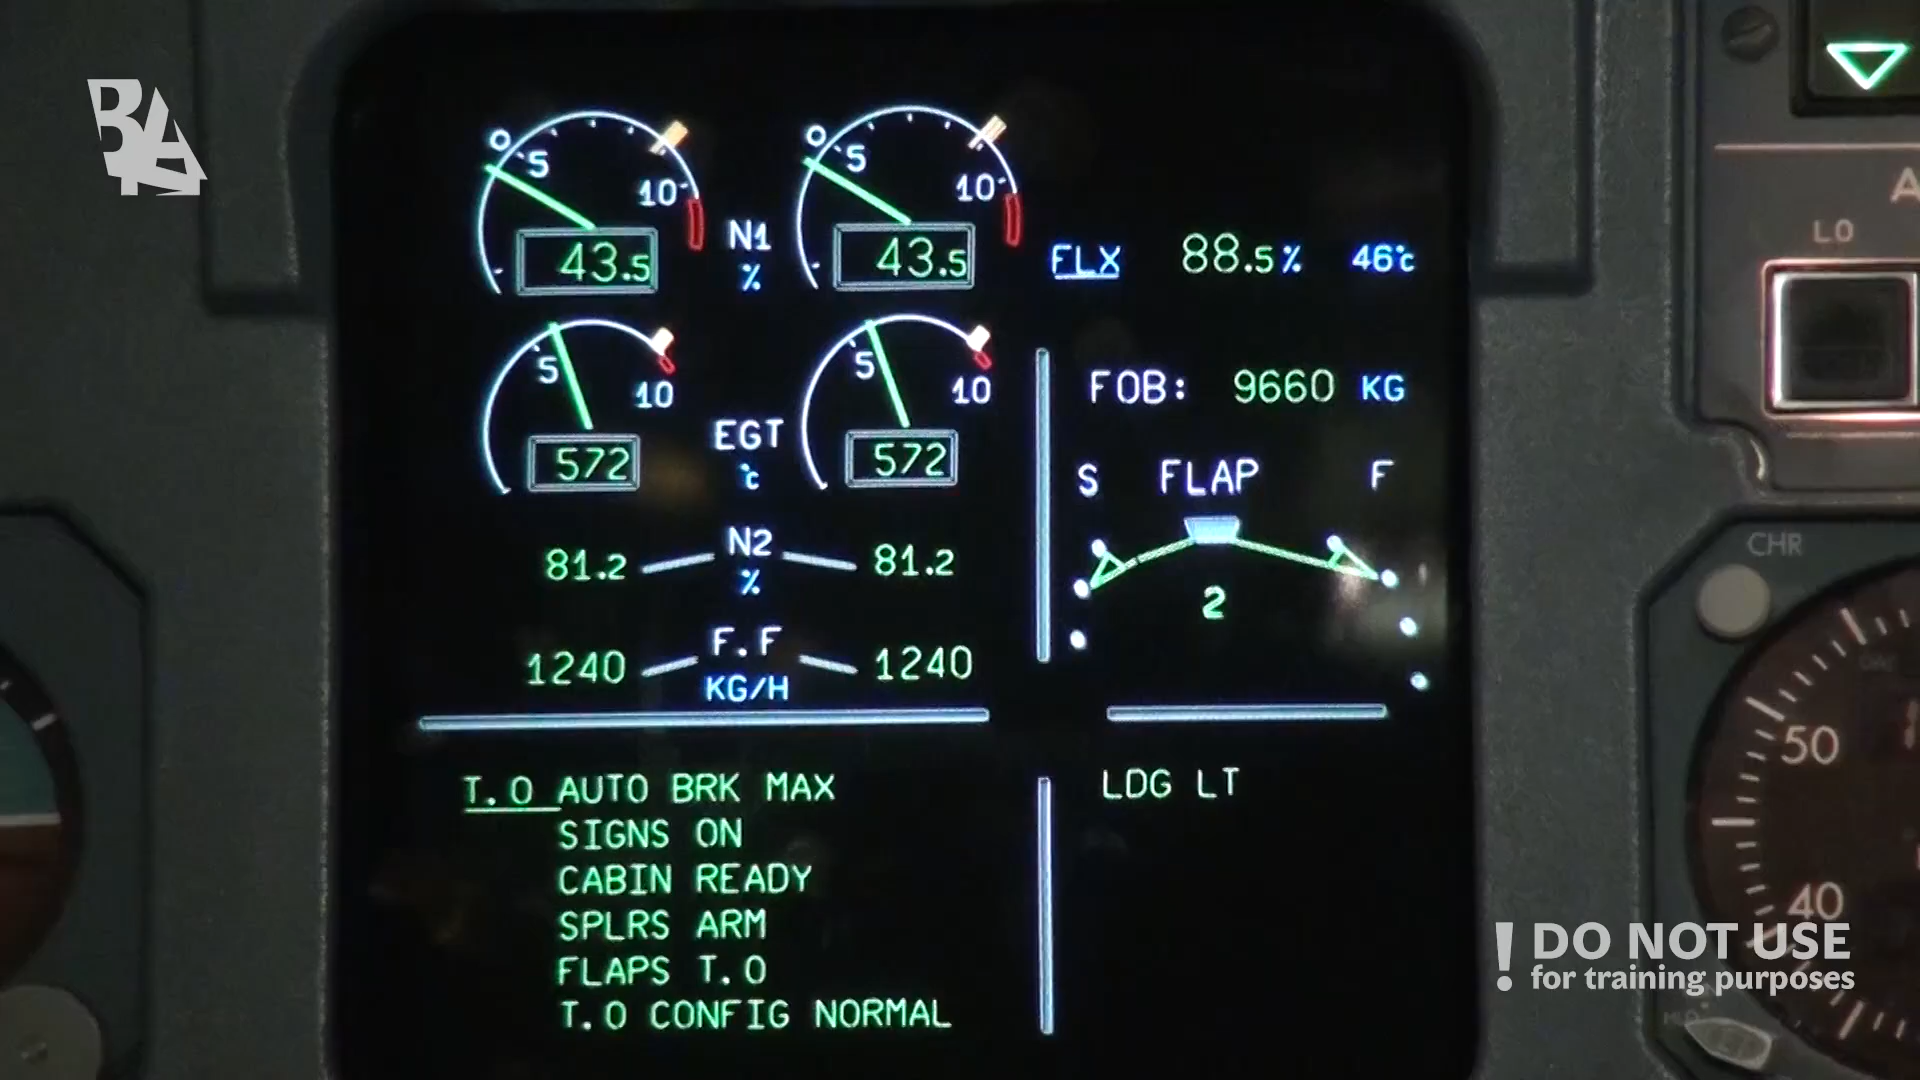 BAA
0
5
10
43.5
N1
%
0
5
10
43.5
FLX 88.5% 46°C
5
10
572
EGT
°C
5
10
572
FOB: 9660 KG
S FLAP F
2
81.2 N2 81.2
%
1240 F.F 1240
KG/H
T.O AUTO BRK MAX
SIGNS ON
CABIN READY
SPLRS ARM
FLAPS T.O
T.O CONFIG NORMAL
LDG LT
LO
CHR
50
40
! DO NOT USE
for training purposes